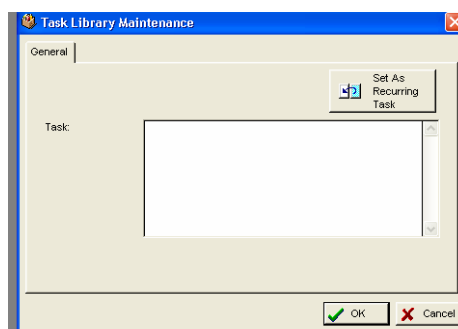 Task Library Maintenance
General
Set As
Recurring
Task
Task:
OK
Cancel